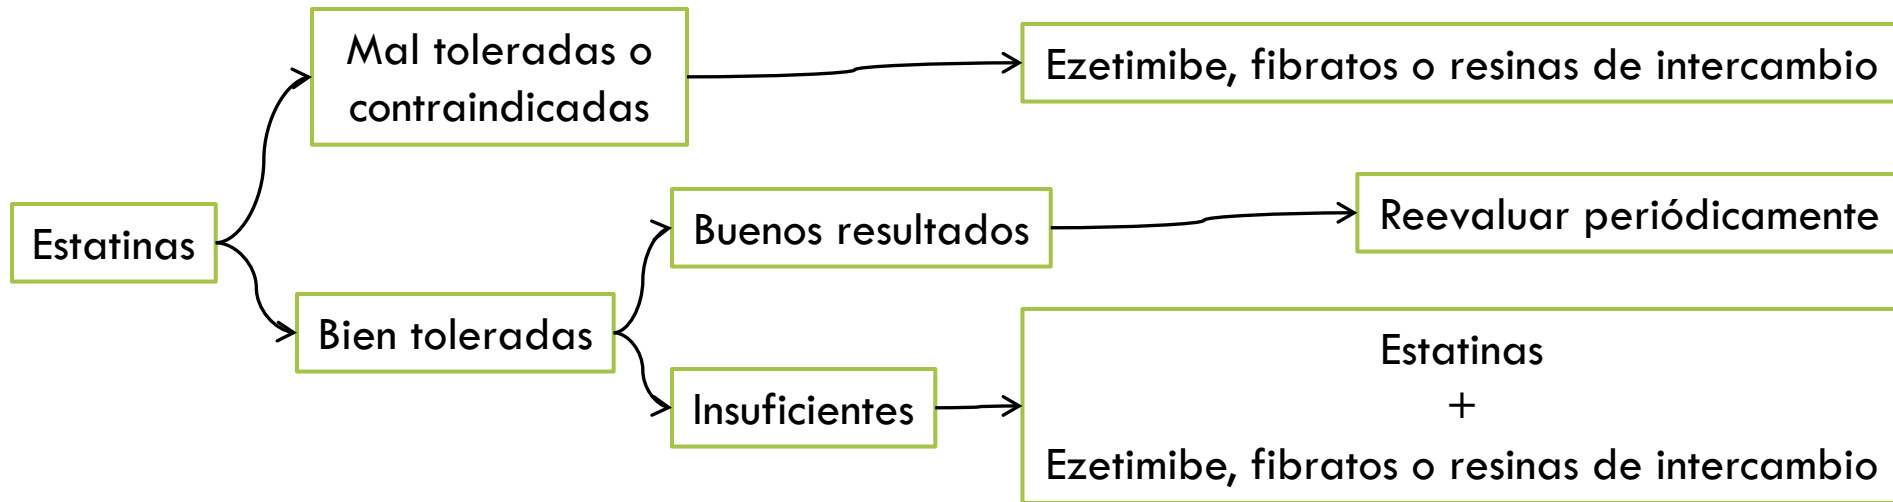 Mal toleradas o
contraindicadas
Ezetimibe, fibratos o resinas de intercambio
Estatinas
Bien toleradas
Buenos resultados
Reevaluar periódicamente
Insuficientes
Estatinas
+
Ezetimibe, fibratos o resinas de intercambio